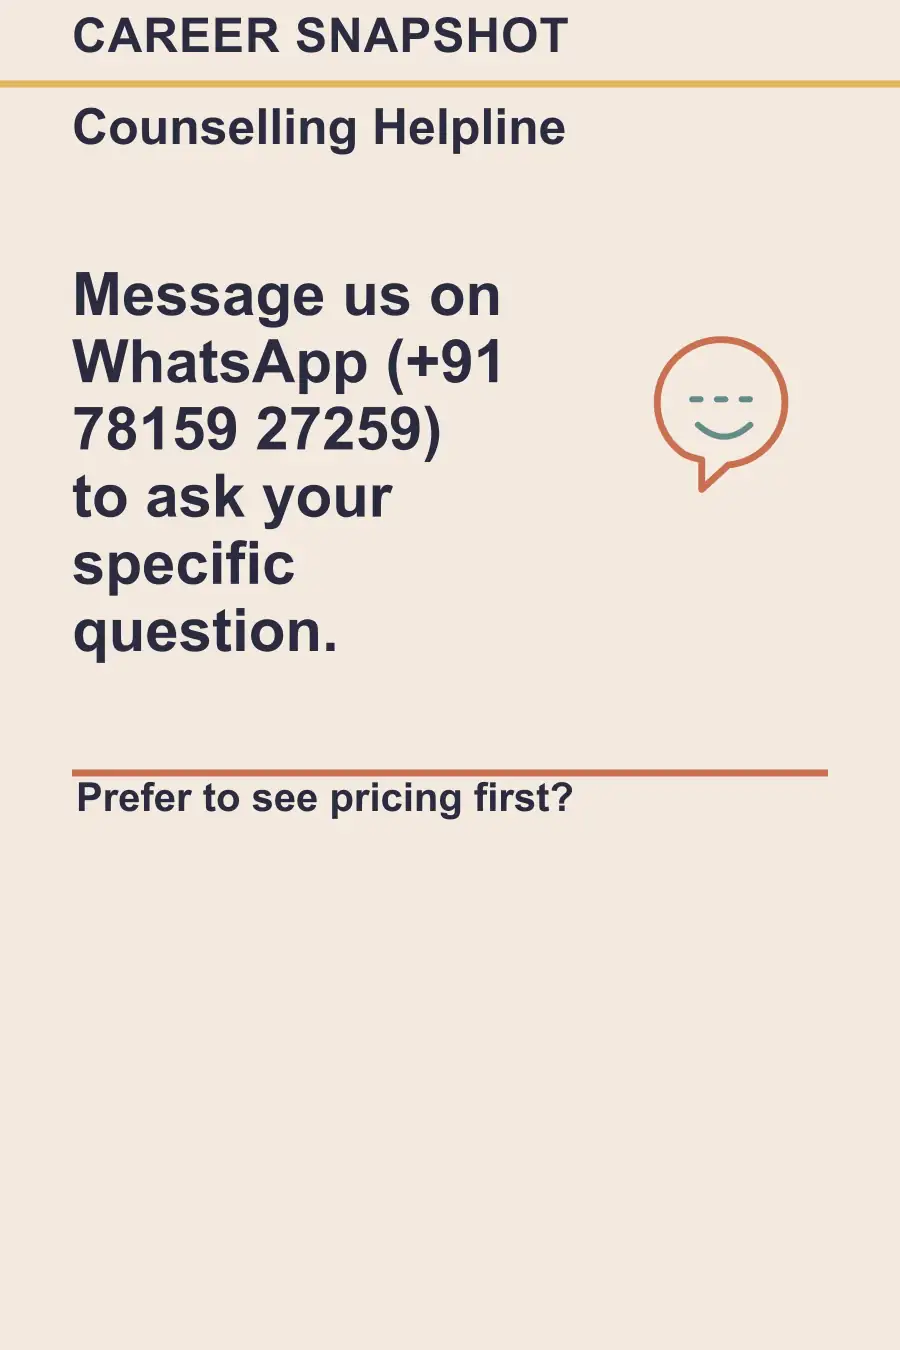 CAREER SNAPSHOT
Counselling Helpline
Message us on
WhatsApp (+91
78159 27259)
to ask your
specific
question.
Prefer to see pricing first?